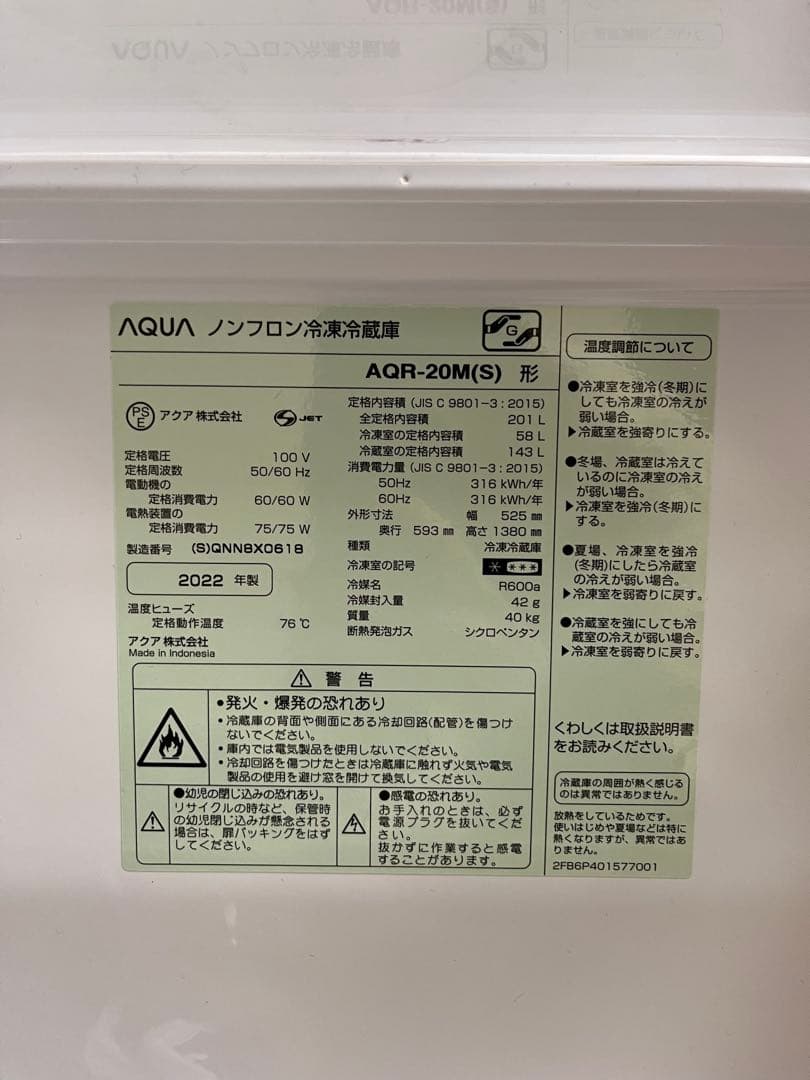 AQUA ノンフロン冷凍冷蔵庫
G
AQR-20M(S) 形
PS
E
アクア 株式会社
JET
定格電圧 100 V
定格周波数 50/60 Hz
電動機の
定格消費電力 60/60 W
電熱装置の
定格消費電力 75/75 W
製造番号 (S)QNN8X0618
2022 年製
温度ヒューズ
定格動作温度 76 ℃
アクア 株式会社
Made in Indonesia
定格内容積 (JIS C 9801-3 : 2015)
全定格内容積 201 L
冷凍室の定格内容積 58 L
冷蔵室の定格内容積 143 L
消費電力量 (JIS C 9801-3 : 2015)
50Hz 316 kWh/年
60Hz 316 kWh/年
外形寸法 幅 525 ㎜
奥行 593 ㎜ 高さ 1380 ㎜
種類 冷凍冷蔵庫
冷凍室の記号
冷媒名 R600a
冷媒封入量 42 g
質量 40 kg
断熱発泡ガス シクロペンタン
警 告
●発火・爆発の恐れあり
・冷蔵庫の背面や側面にある冷却回路(配管)を傷つけ
ないでください。
・庫内では電気製品を使用しないでください。
・冷却回路を傷つけたときは冷蔵庫に触れず火気や電気
製品の使用を避け窓を開けて換気してください。
●幼児の閉じ込みの恐れあり。
リサイクルの時など、保管時
の幼児閉じ込みが懸念される
場合は、扉パッキングをはず
してください。
●感電の恐れあり。
お手入れのときは、必ず
電源プラグを抜いてくだ
さい。
抜かずに作業すると感電
することがあります。
温度調節について
●冷凍室を強冷(冬期)に
しても冷凍室の冷えが
弱い場合。
▶冷蔵室を強寄りにする。
●冬場、冷蔵室は冷えて
いるのに冷凍室の冷え
が弱い場合。
▶冷凍室を強冷(冬期)に
する。
●夏場、冷凍室を強冷
(冬期)にしたら冷蔵室
の冷えが弱い場合。
▶冷凍室を弱寄りに戻す。
●冷蔵室を強にしても冷
蔵室の冷えが弱い場合。
▶冷凍室を弱寄りに戻す。
くわしくは取扱説明書
をお読みください。
冷蔵庫の周囲が熱く感じる
のは異常ではありません。
放熱をしているためです。
使いはじめや夏場などは特に
熱くなりますが、異常ではあ
りません。
2FB6P401577001